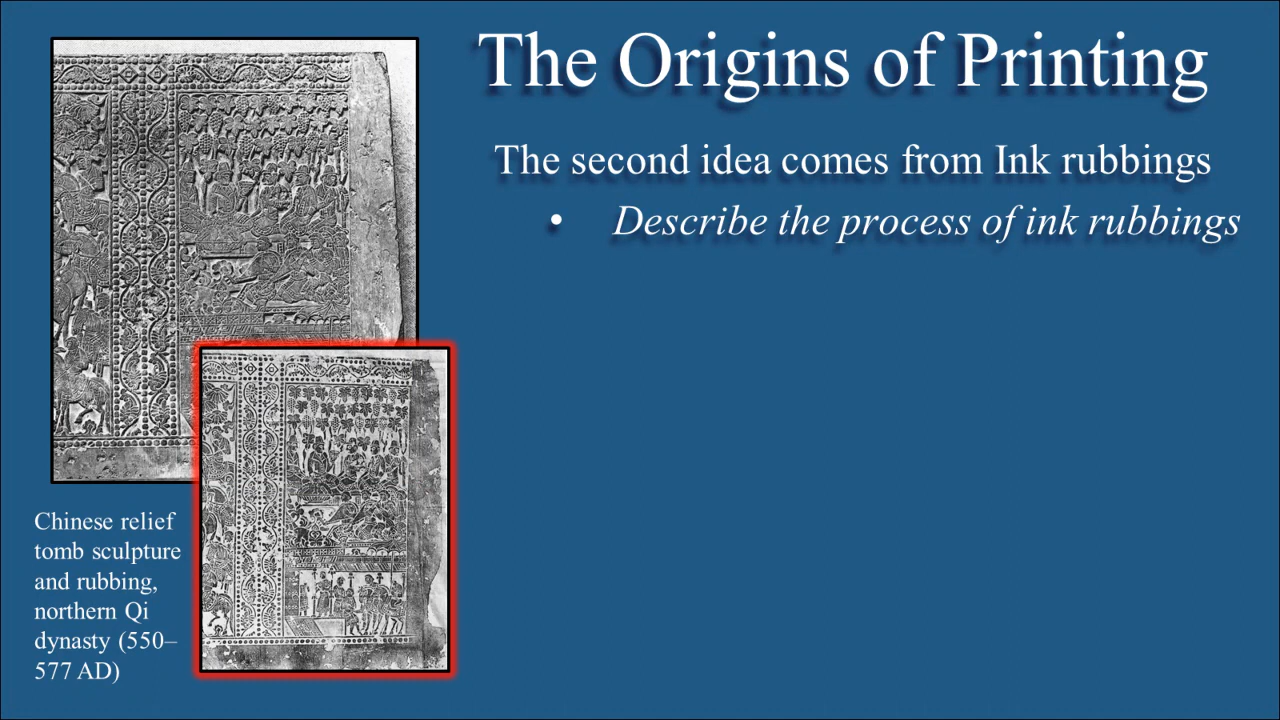 The Origins of Printing
The second idea comes from Ink rubbings
• Describe the process of ink rubbings
Chinese relief
tomb sculpture
and rubbing,
northern Qi
dynasty (550–
577 AD)